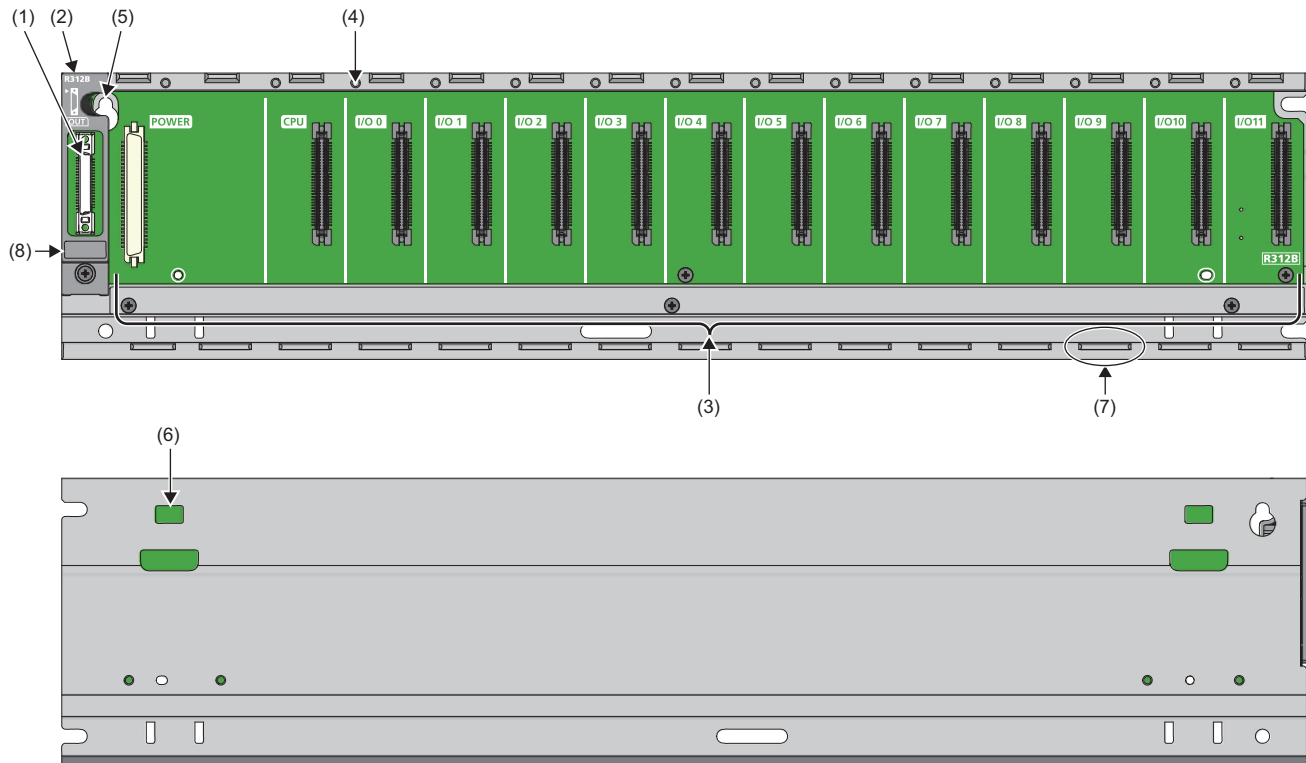 (1) (2) (5) (4)
R312B
OUT
POWER CPU I/O 0 I/O 1 I/O 2 I/O 3 I/O 4 I/O 5 I/O 6 I/O 7 I/O 8 I/O 9 I/O10 I/O11
(8)
R312B
(3) (7)
(6)